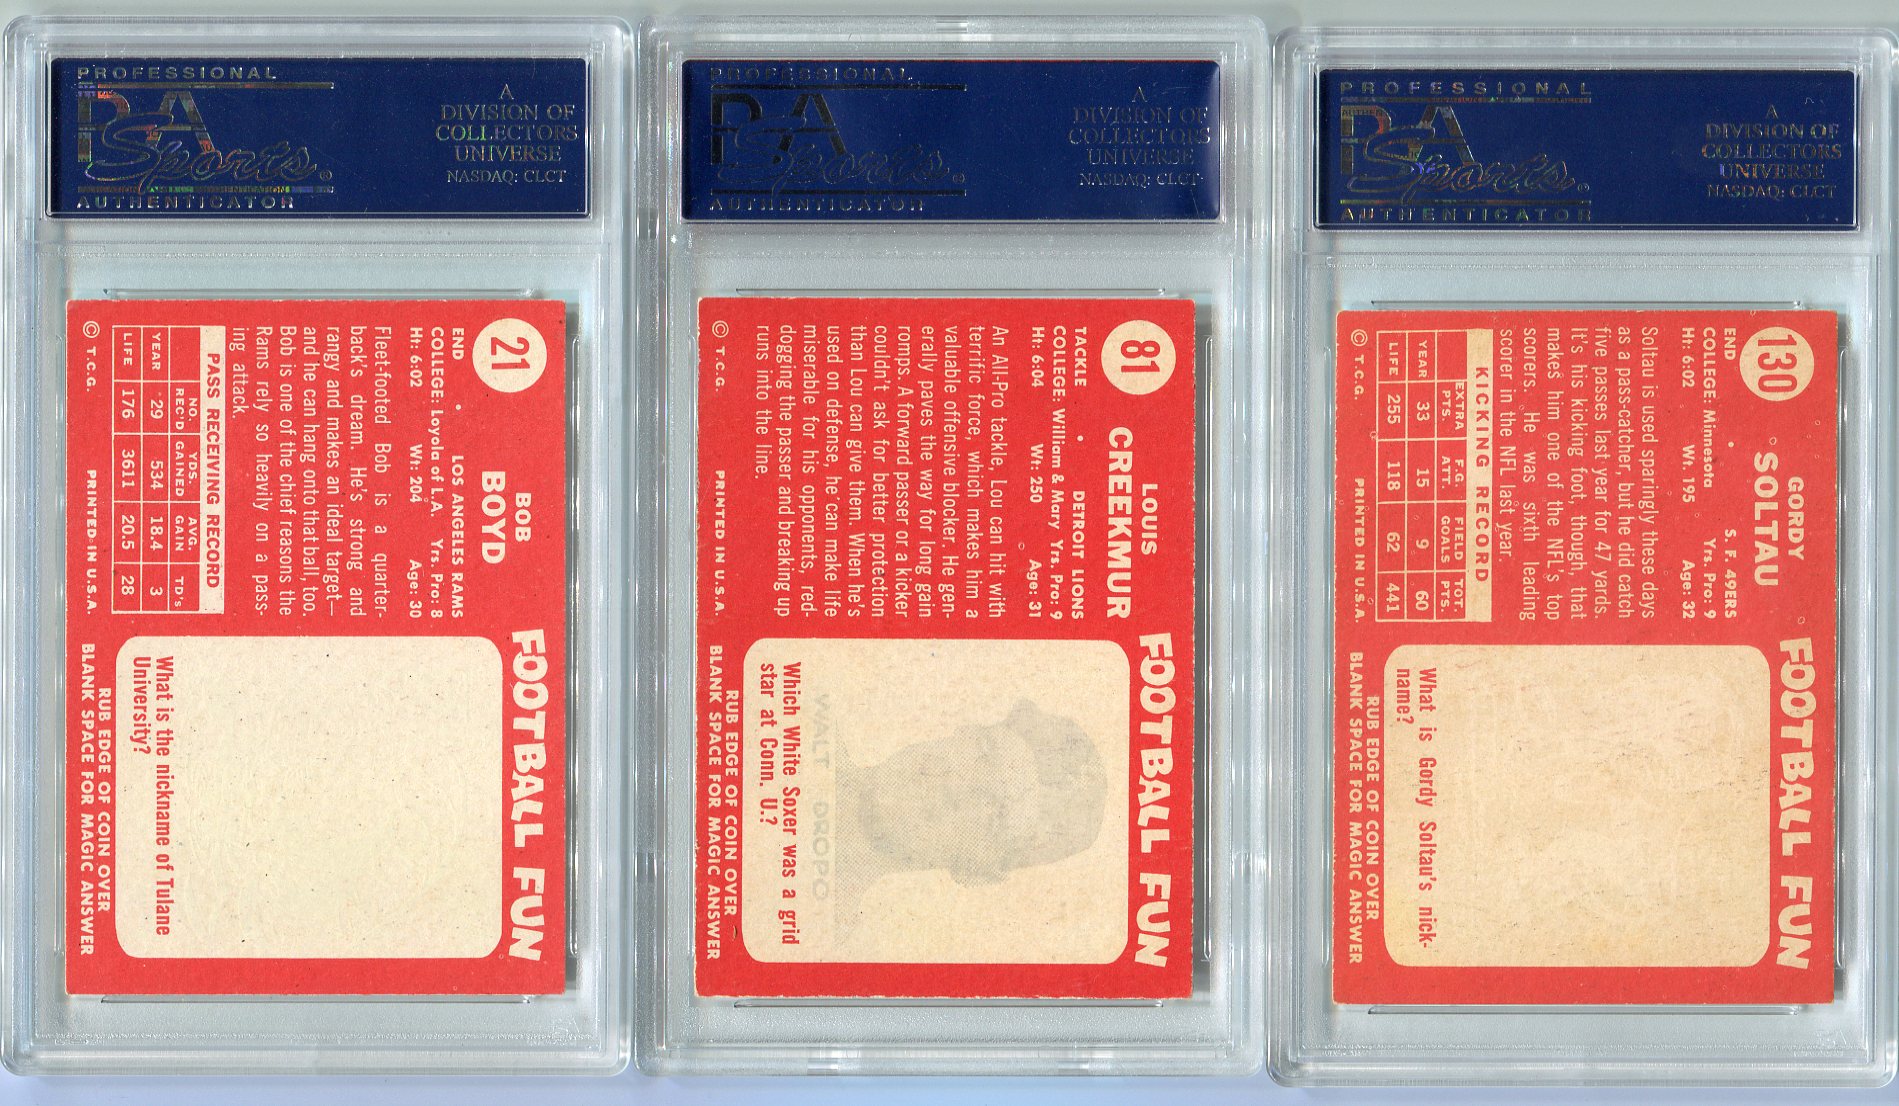 PROFESSIONAL
PSA
Sports®
AUTHENTICATOR
A
DIVISION OF
COLLECTORS
UNIVERSE
NASDAQ: CLCT
21
BOB
BOYD
END • LOS ANGELES RAMS
COLLEGE: Loyola of L.A. Yrs. Pro: 8
Ht: 6:02 Wt: 204 Age: 30
Fleet-footed Bob is a quarter-
back's dream. He's strong and
rangy and makes an ideal target—
and he can hang onto that ball, too.
Bob is one of the chief reasons the
Rams rely so heavily on a pass-
ing attack.
PASS RECEIVING RECORD
NO. REC'D YDS. GAINED AVG. GAIN TD's
YEAR 29 534 18.4 3
LIFE 176 3611 20.5 28
© T.C.G. PRINTED IN U.S.A.
FOOTBALL FUN
What is the nickname of Tulane
University?
RUB EDGE OF COIN OVER
BLANK SPACE FOR MAGIC ANSWER
PROFESSIONAL
PSA
Sports®
AUTHENTICATOR
A
DIVISION OF
COLLECTORS
UNIVERSE
NASDAQ: CLCT
81
LOUIS
CREEKMUR
TACKLE • DETROIT LIONS
COLLEGE: William & Mary Yrs. Pro: 9
Ht: 6:04 Wt: 250 Age: 31
An All-Pro tackle, Lou can hit with
terrific force, which makes him a
valuable offensive blocker. He gen-
erally paves the way for long gain
romps. A forward passer or a kicker
couldn't ask for better protection
than Lou can give them. When he's
used on defense, he can make life
miserable for his opponents, red-
dogging the passer and breaking up
runs into the line.
© T.C.G. PRINTED IN U.S.A.
FOOTBALL FUN
WALT DROPO
Which White Soxer was a grid
star at Conn. U.?
RUB EDGE OF COIN OVER
BLANK SPACE FOR MAGIC ANSWER
PROFESSIONAL
PSA
Sports®
AUTHENTICATOR
A
DIVISION OF
COLLECTORS
UNIVERSE
NASDAQ: CLCT
130
GORDY
SOLTAU
END • S. F. 49ERS
COLLEGE: Minnesota Yrs. Pro: 9
Ht: 6:02 Wt. 195 Age: 32
Soltau is used sparingly these days
as a pass-catcher, but he did catch
five passes last year for 47 yards.
It's his kicking foot, though, that
makes him one of the NFL's top
scorers. He was sixth leading
scorer in the NFL last year.
KICKING RECORD
EXTRA PTS. F.G. ATT. FIELD GOALS TOT. PTS.
YEAR 33 15 9 60
LIFE 255 118 62 441
© T.C.G. PRINTED IN U.S.A.
FOOTBALL FUN
What is Gordy Soltau's nick-
name?
RUB EDGE OF COIN OVER
BLANK SPACE FOR MAGIC ANSWER